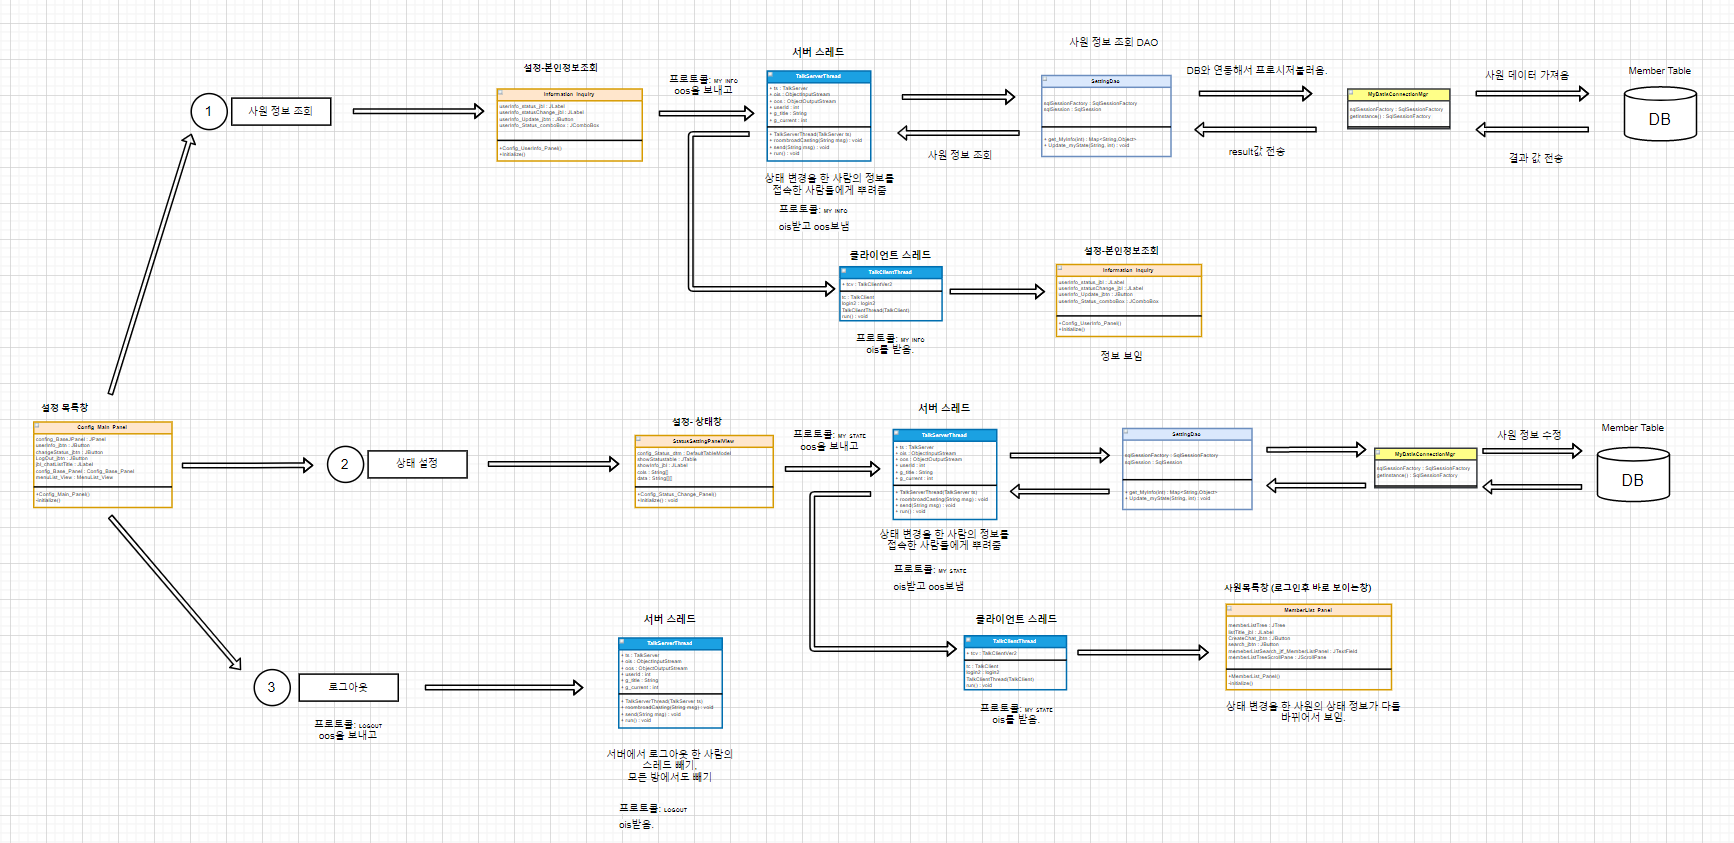 1
사원 정보 조회
설정-본인정보조회
Information Inquiry
userinfo_status_jbl : JLabel
userinfo_statusChange_jbl : JLabel
userinfo_Update_jbtn : JButton
userinfo_Status_comboBox : JComboBox
+Config_UserInfo_Panel()
+initialize()
프로토콜: MY_INFO
oos을 보내고
서버 스레드
TalkServerThread
+ ts : TalkServer
+ ois : ObjectInputStream
+ oos : ObjectOutputStream
+ userid : int
+ g_title : String
+ g_current : int
+ TalkServerThread(TalkServer ts)
+ roombroadCasting(String msg) : void
+ send(String msg) : void
+ run() : void
상태 변경을 한 사람의 정보를
접속한 사람들에게 뿌려줌
프로토콜: MY_INFO
ois받고 oos보냄
사원 정보 조회
사원 정보 조회 DAO
SettingDao
sqlSessionFactory : SqlSessionFactory
sqlSession : SqlSession
+ get_MyInfo(int) : Map<String,Object>
+ Update_myState(String, int) : void
DB와 연동해서 프로시저불러옴.
result값 전송
MyBatisConnectionMgr
sqlSessionFactory : SqlSessionFactory
getInstance() : SqlSessionFactory
사원 데이터 가져옴
결과 값 전송
Member Table
DB
클라이언트 스레드
TalkClientThread
+ tcv : TalkClientVer2
tc : TalkClient
login2 : login2
TalkClientThread(TalkClient)
run() : void
프로토콜: MY_INFO
ois를 받음.
설정-본인정보조회
Information Inquiry
userinfo_status_jbl : JLabel
userinfo_statusChange_jbl : JLabel
userinfo_Update_jbtn : JButton
userinfo_Status_comboBox : JComboBox
+Config_UserInfo_Panel()
+initialize()
정보 보임
설정 목록창
Config_Main_Panel
config_BaseJPanel : JPanel
userInfo_jbtn : JButton
changeStatus_jbtn : JButton
LogOut_jbtn : JButton
jbl_chatListTitle : JLabel
config_Base_Panel : Config_Base_Panel
menuList_View : MenuList_View
+Config_Main_Panel()
-initialize()
2
상태 설정
설정- 상태창
StatusSettingPanelView
config_Status_dtm : DefaultTableModel
showStatustable : JTable
showInfo_jbl : JLabel
cols : String[]
data : String[][]
+Config_Status_Change_Panel()
+initialize() : void
프로토콜: MY_STATE
oos을 보내고
서버 스레드
TalkServerThread
+ ts : TalkServer
+ ois : ObjectInputStream
+ oos : ObjectOutputStream
+ userid : int
+ g_title : String
+ g_current : int
+ TalkServerThread(TalkServer ts)
+ roombroadCasting(String msg) : void
+ send(String msg) : void
+ run() : void
상태 변경을 한 사람의 정보를
접속한 사람들에게 뿌려줌
프로토콜: MY_STATE
ois받고 oos보냄
SettingDao
sqlSessionFactory : SqlSessionFactory
sqlSession : SqlSession
+ get_MyInfo(int) : Map<String,Object>
+ Update_myState(String, int) : void
MyBatisConnectionMgr
sqlSessionFactory : SqlSessionFactory
getInstance() : SqlSessionFactory
사원 정보 수정
Member Table
DB
클라이언트 스레드
TalkClientThread
+ tcv : TalkClientVer2
tc : TalkClient
login2 : login2
TalkClientThread(TalkClient)
run() : void
프로토콜: MY_STATE
ois를 받음.
사원목록창 (로그인후 바로 보이는창)
MemberList_Panel
memberListTree : JTree
listTitle_jbl : JLabel
CreateChat_jbtn : JButton
search_jbtn : JButton
memeberListSearch_jtf_MemberListPanel : JTextField
memberListTreeScrollPane : JScrollPane
+MemberList_Panel()
-initialize()
상태 변경을 한 사원의 상태 정보가 다들
바뀌어서 보임.
3
로그아웃
프로토콜: LOGOUT
oos을 보내고
서버 스레드
TalkServerThread
+ ts : TalkServer
+ ois : ObjectInputStream
+ oos : ObjectOutputStream
+ userid : int
+ g_title : String
+ g_current : int
+ TalkServerThread(TalkServer ts)
+ roombroadCasting(String msg) : void
+ send(String msg) : void
+ run() : void
서버에서 로그아웃 한 사람의
스레드 빼기,
모든 방에서도 빼기
프로토콜: LOGOUT
ois받음.